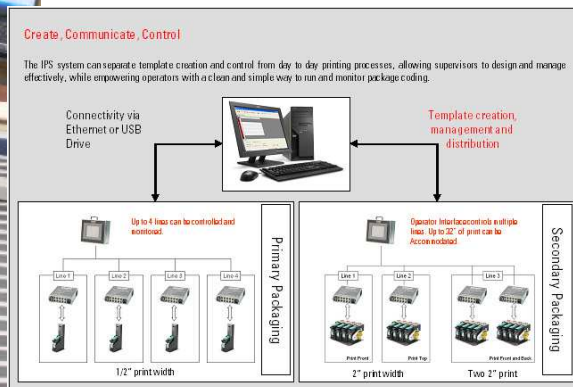 Create, Communicate, Control
The IPS system can separate template creation and control from day to day printing processes, allowing supervisors to design and manage
effectively, while empowering operators with a clean and simple way to run and monitor package coding.
Connectivity via
Ethernet or USB
Drive
Template creation,
management and
distribution
Up to 4 lines can be controlled and
monitored.
Line 1
Line 2
Line 3
Line 4
1/2" print width
Primary Packaging
Operator Interface controls multiple
lines. Up to 32" of print can be
Accommodated.
Line 1
Line 2
Line 3
Print Front
Print Top
Print Front and Back
2" print width
Two 2" print
Secondary Packaging